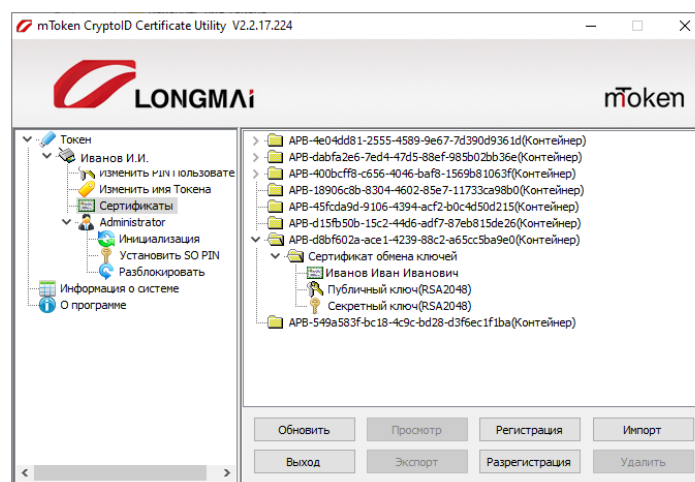 mToken CryptoID Certificate Utility V2.2.17.224
LONGMAi
mToken
Токен
Иванов И.И.
Изменить PIN Пользовате
Изменить имя Токена
Сертификаты
Administrator
Инициализация
Установить SO PIN
Разблокировать
Информация о системе
О программе
APB-4e04dd81-2555-4589-9e67-7d390d9361d(Контейнер)
APB-dabfa2e6-7ed4-47d5-88ef-985b02bb36e(Контейнер)
APB-400bcff8-c656-4046-baf8-1569b81063f(Контейнер)
APB-18906c8b-8304-4602-85e7-11733ca98b0(Контейнер)
APB-45fcda9d-9106-4394-acf2-b0c4d50d215(Контейнер)
APB-d15fb50b-15c2-44d6-adf7-87eb815de26(Контейнер)
APB-d8bf602a-ace1-4239-88c2-a65cc5ba9e0(Контейнер)
Сертификат обмена ключей
Иванов Иван Иванович
Публичный ключ(RSA2048)
Секретный ключ(RSA2048)
APB-549a583f-bc18-4c9c-bd28-d3f6ec1f1ba(Контейнер)
Обновить Просмотр Регистрация Импорт
Выход Экспорт Разрегистрация Удалить